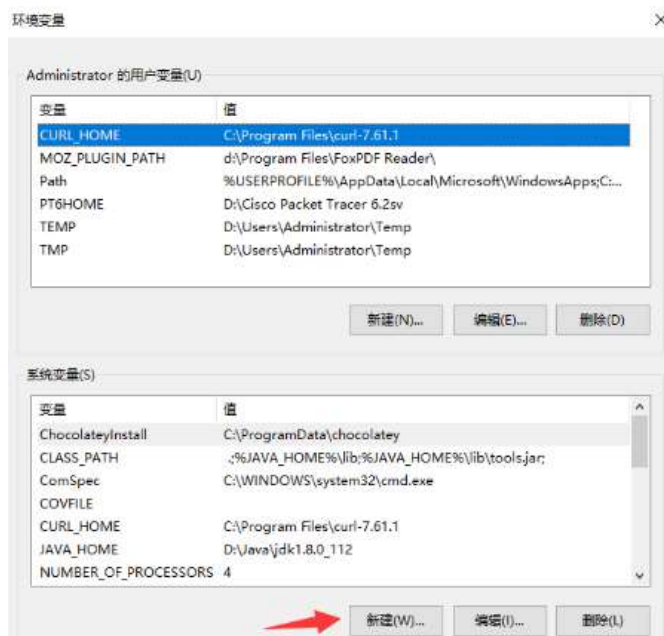 环境变量
Administrator 的用户变量(U)
变量 值
CURL_HOME C:\Program Files\curl-7.61.1
MOZ_PLUGIN_PATH d:\Program Files\FoxPDF Reader\
Path %USERPROFILE%\AppData\Local\Microsoft\WindowsApps;C:...
PT6HOME D:\Cisco Packet Tracer 6.2sv
TEMP D:\Users\Administrator\Temp
TMP D:\Users\Administrator\Temp
新建(N)... 编辑(E)... 删除(D)
系统变量(S)
变量 值
ChocolateyInstall C:\ProgramData\chocolatey
CLASS_PATH .;%JAVA_HOME%\lib;%JAVA_HOME%\lib\tools.jar;
ComSpec C:\WINDOWS\system32\cmd.exe
COVFILE
CURL_HOME C:\Program Files\curl-7.61.1
JAVA_HOME D:\Java\jdk1.8.0_112
NUMBER_OF_PROCESSORS 4
新建(W)... 编辑(I)... 删除(L)